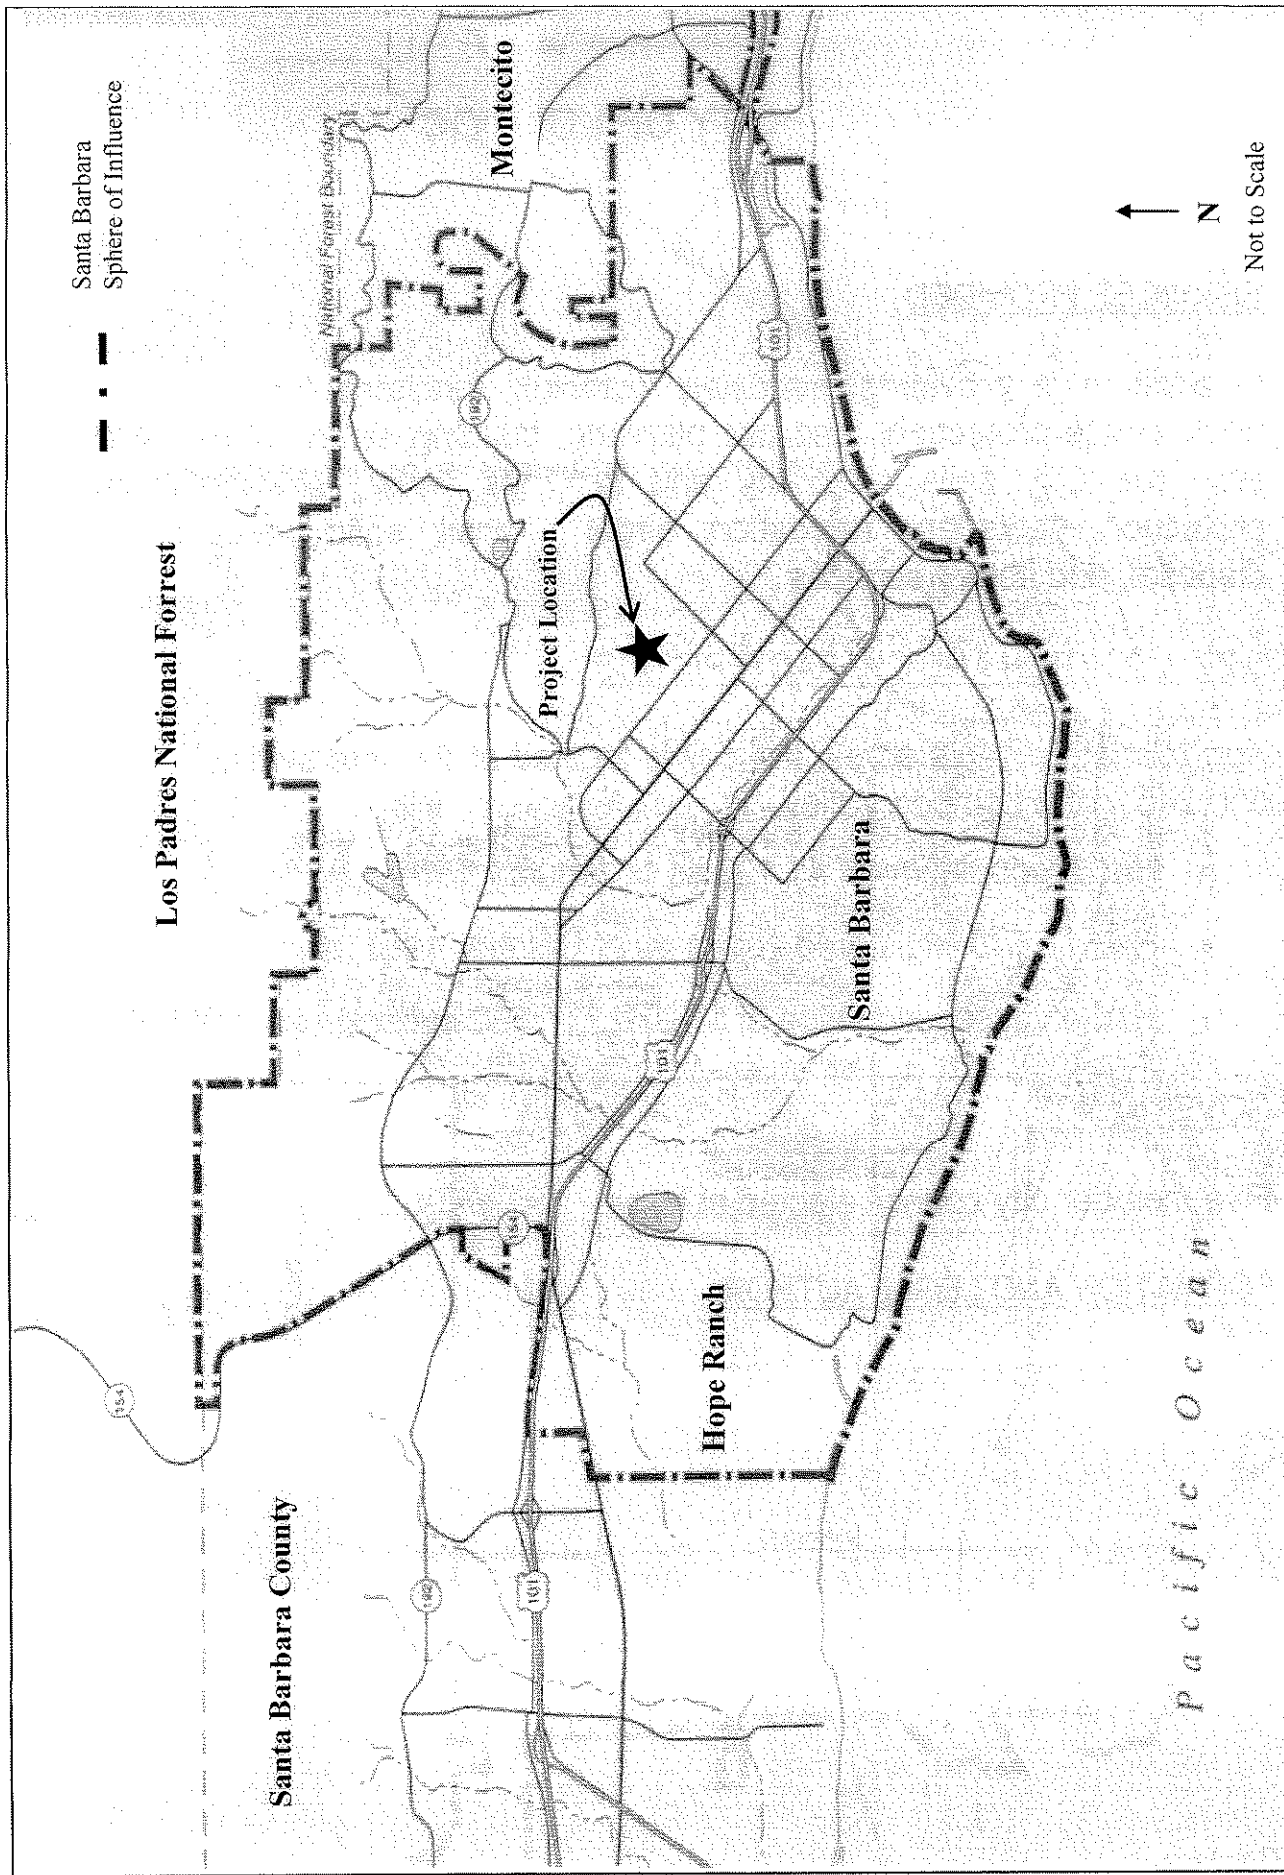 Santa Barbara
Sphere of Influence
Los Padres National Forrest
National Forest Boundary
Santa Barbara County
Montecito
154
192
192
154
101
101
101
Project Location
Hope Ranch
Santa Barbara
Pacific Ocean
N
Not to Scale